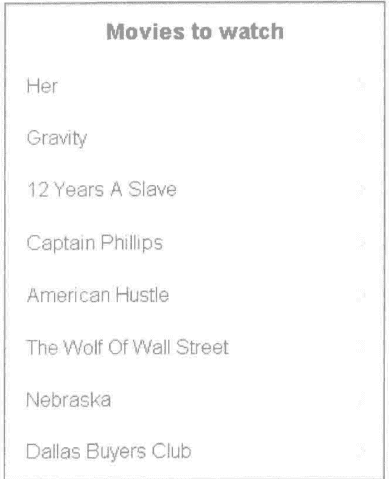 Movies to watch
Her
Gravity
12 Years A Slave
Captain Phillips
American Hustle
The Wolf Of Wall Street
Nebraska
Dallas Buyers Club